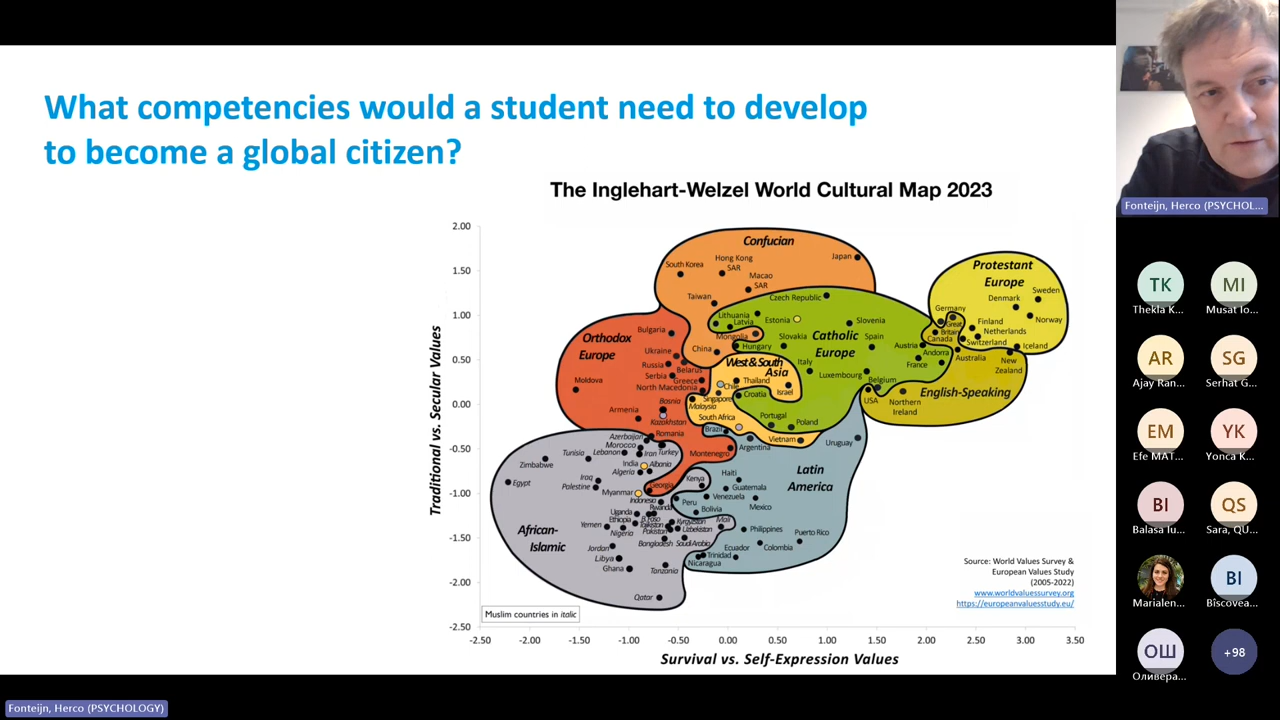 What competencies would a student need to develop
to become a global citizen?
The Inglehart-Welzel World Cultural Map 2023
Traditional vs. Secular Values
2.00
1.50
1.00
0.50
0.00
-0.50
-1.00
-1.50
-2.00
-2.50
Confucian
South Korea
Hong Kong
SAR
Japan
Macao
SAR
Taiwan
China
Mongolia
Protestant
Europe
Sweden
Denmark
Norway
Germany
Finland
Netherlands
Switzerland
Iceland
Catholic
Europe
Czech Republic
Lithuania
Latvia
Estonia
Slovenia
Slovakia
Hungary
Spain
Austria
Andorra
France
Italy
Luxembourg
Belgium
Croatia
Portugal
Poland
English-Speaking
Great
Britain
Canada
Australia
New
Zealand
USA
Northern
Ireland
Orthodox
Europe
Bulgaria
Ukraine
Russia
Belarus
Serbia
Greece
North Macedonia
Moldova
Bosnia
Armenia
Kazakhstan
Romania
Montenegro
Georgia
West & South
Asia
Chile
Thailand
Israel
Singapore
Malaysia
South Africa
Vietnam
Brazil
Argentina
Uruguay
Latin
America
Haiti
Guatemala
Venezuela
Mexico
Peru
Bolivia
Philippines
Puerto Rico
Ecuador
Colombia
Trinidad
Nicaragua
African-
Islamic
Azerbaijan
Morocco
Lebanon
Iran
Turkey
Tunisia
Zimbabwe
India
Albania
Algeria
Egypt
Iraq
Palestine
Myanmar
Indonesia
Kenya
Rwanda
Uganda
B.Faso
Ethiopia
Tajikistan
Kyrgyzstan
Mali
Yemen
Nigeria
Pakistan
Uzbekistan
Bangladesh
Saudi Arabia
Jordan
Libya
Ghana
Tanzania
Qatar
Source: World Values Survey &
European Values Study
(2005-2022)
www.worldvaluessurvey.org
https://europeanvaluesstudy.eu/
Muslim countries in italic
-2.50 -2.00 -1.50 -1.00 -0.50 0.00 0.50 1.00 1.50 2.00 2.50 3.00 3.50
Survival vs. Self-Expression Values
Fonteijn, Herco (PSYCHOL...
TK MI
Thekla K... Musat Io...
AR SG
Ajay Ran... Serhat G...
EM YK
Efe MAT... Yonca K...
BI QS
Balasa Iu... Sara, QU...
BI
Marialen... Bîscovea...
ОШ +98
Оливера...
Fonteijn, Herco (PSYCHOLOGY)